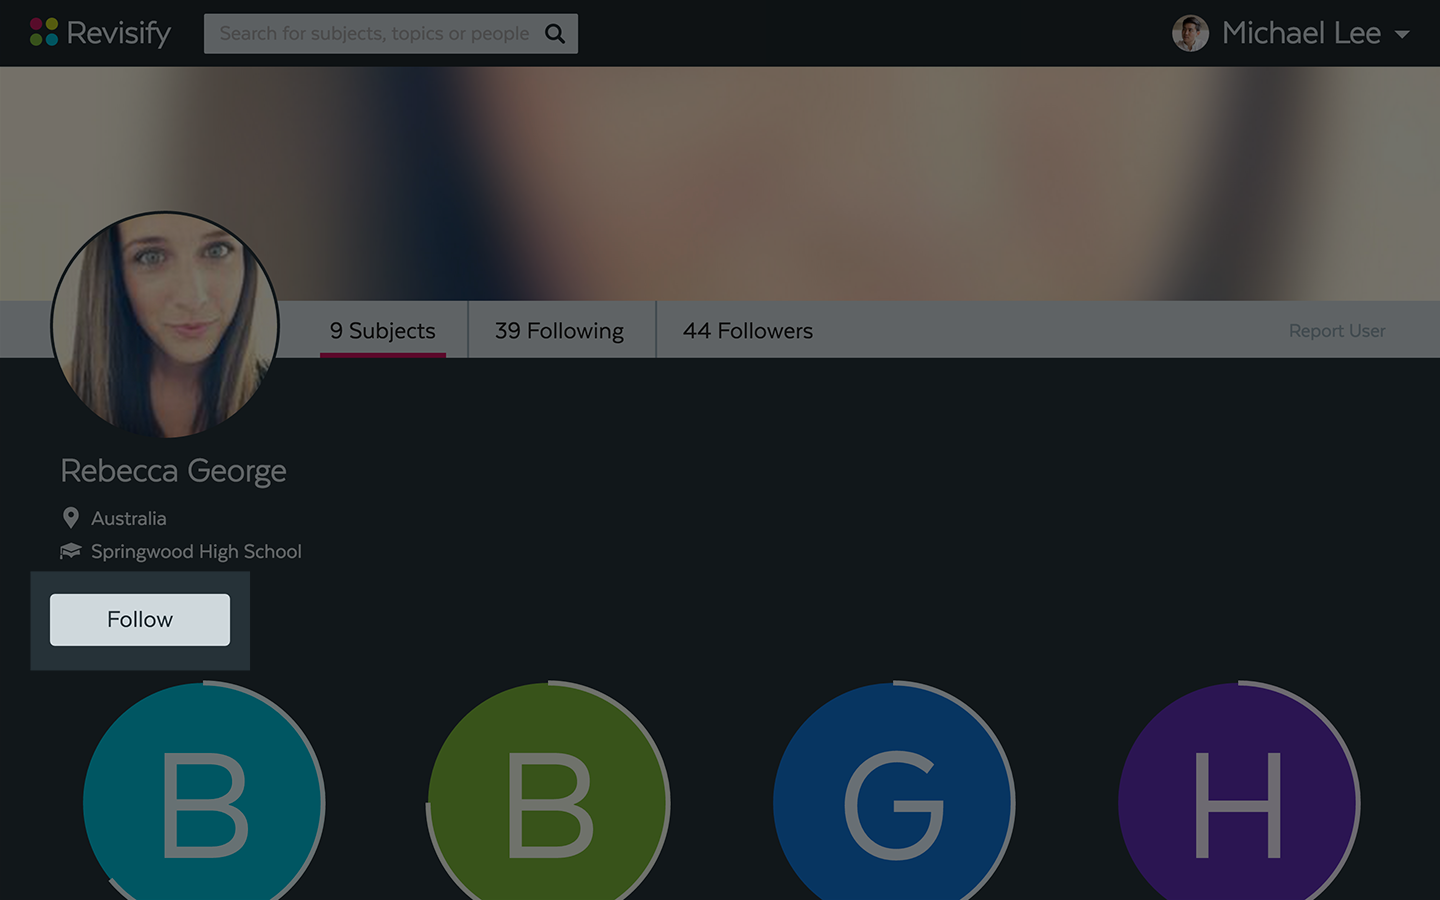 Revisify
Search for subjects, topics or people
Michael Lee
9 Subjects
39 Following
44 Followers
Report User
Rebecca George
Australia
Springwood High School
Follow
B
B
G
H